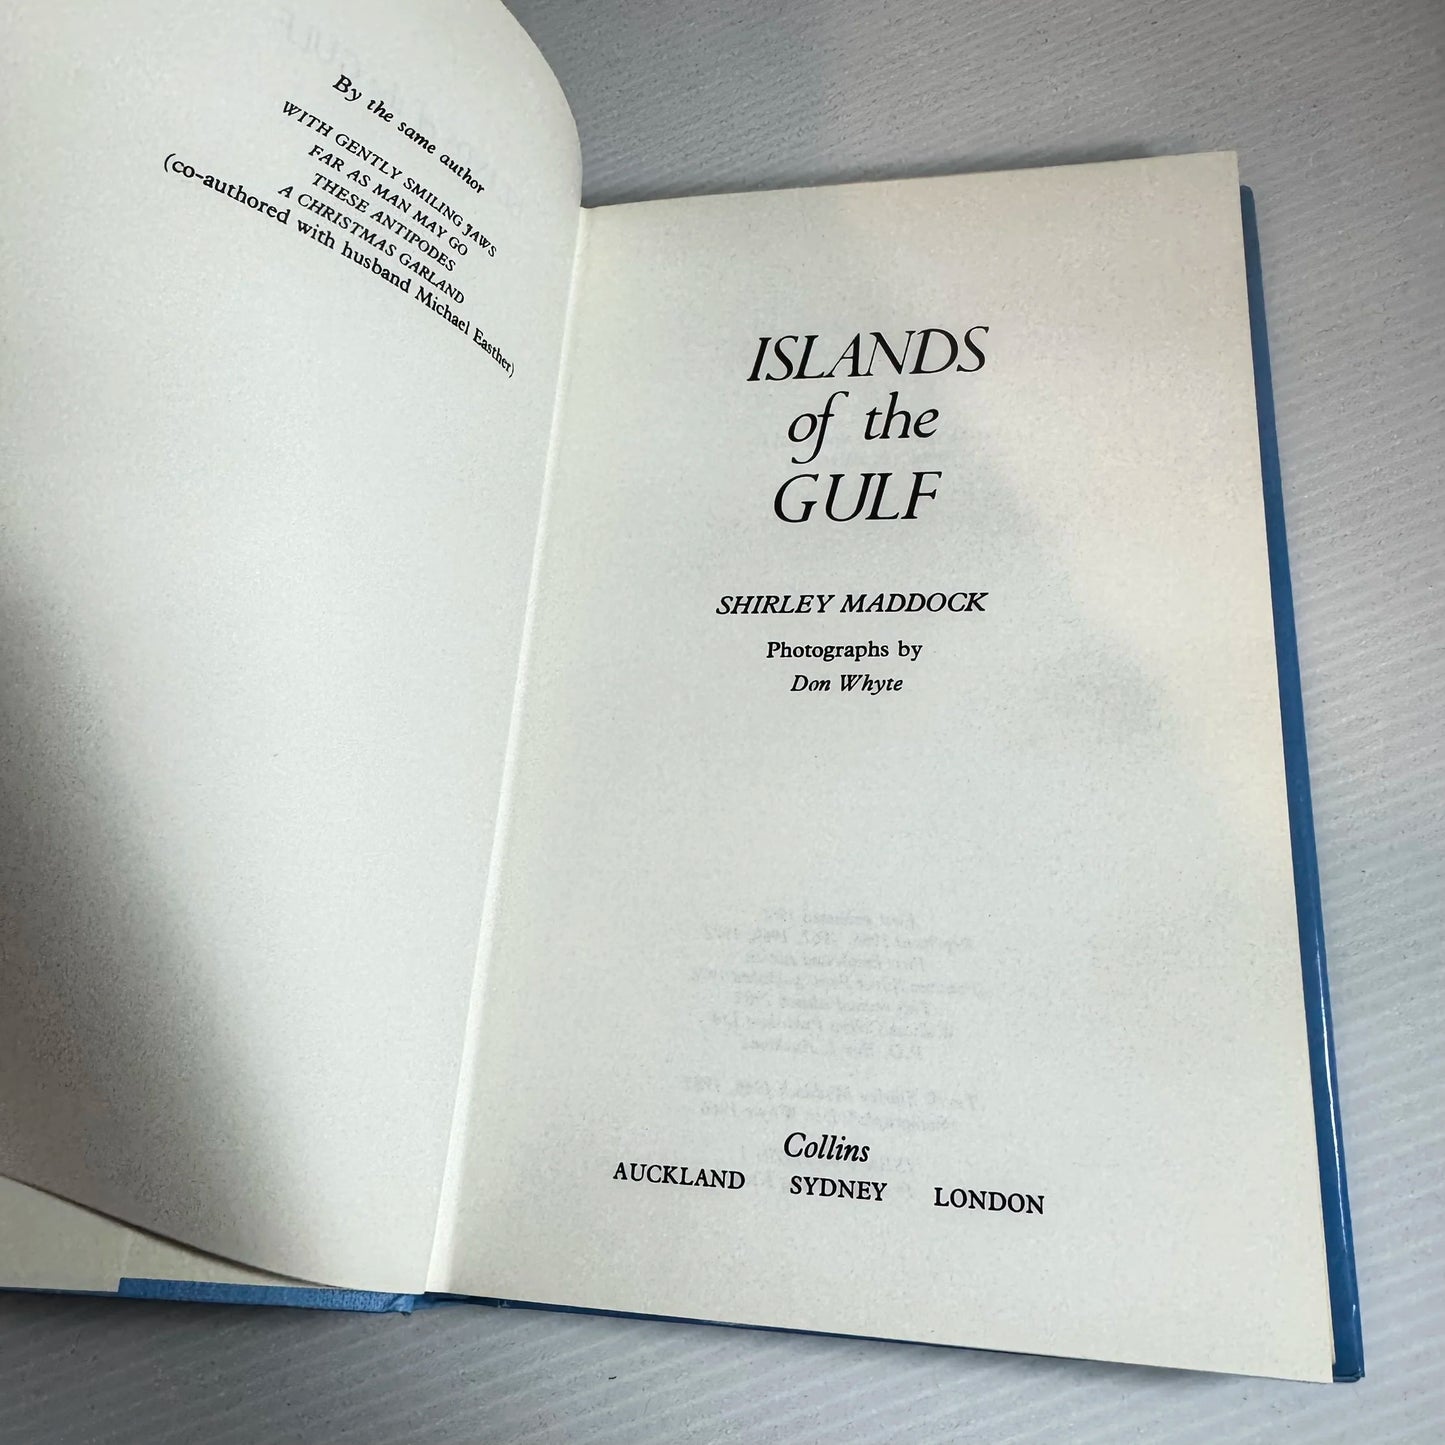 By the same author
WITH GENTLY SMILING JAWS
FAR AS MAN MAY GO
THESE ANTIPODES
A CHRISTMAS GARLAND
(co-authored with husband Michael Easther)
ISLANDS
of the
GULF
SHIRLEY MADDOCK
Photographs by
Don Whyte
Collins
AUCKLAND SYDNEY LONDON